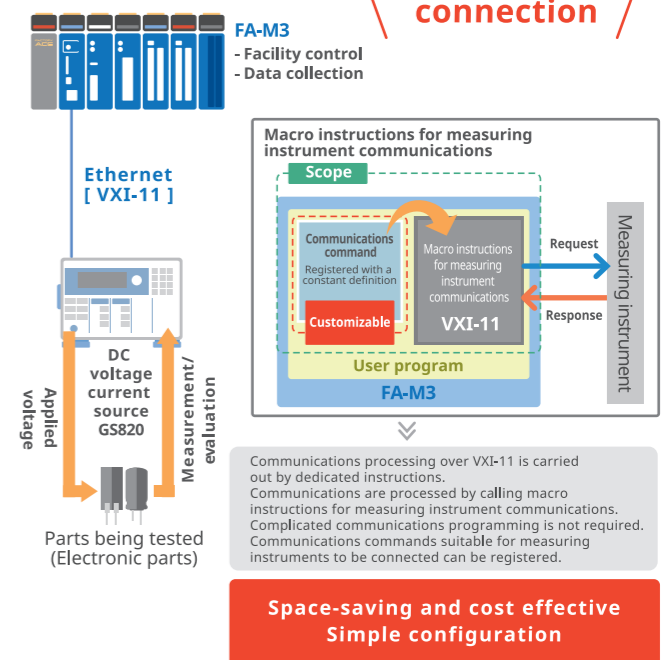 connection
FA-M3
- Facility control
- Data collection
Ethernet
[ VXI-11 ]
DC
voltage
current
source
GS820
Applied
voltage
Measurement/
evaluation
Parts being tested
(Electronic parts)
Macro instructions for measuring
instrument communications
Scope
Communications
command
Registered with a
constant definition
Customizable
Macro instructions
for measuring
instrument
communications
VXI-11
User program
FA-M3
Request
Response
Measuring instrument
Communications processing over VXI-11 is carried
out by dedicated instructions.
Communications are processed by calling macro
instructions for measuring instrument communications.
Complicated communications programming is not required.
Communications commands suitable for measuring
instruments to be connected can be registered.
Space-saving and cost effective
Simple configuration